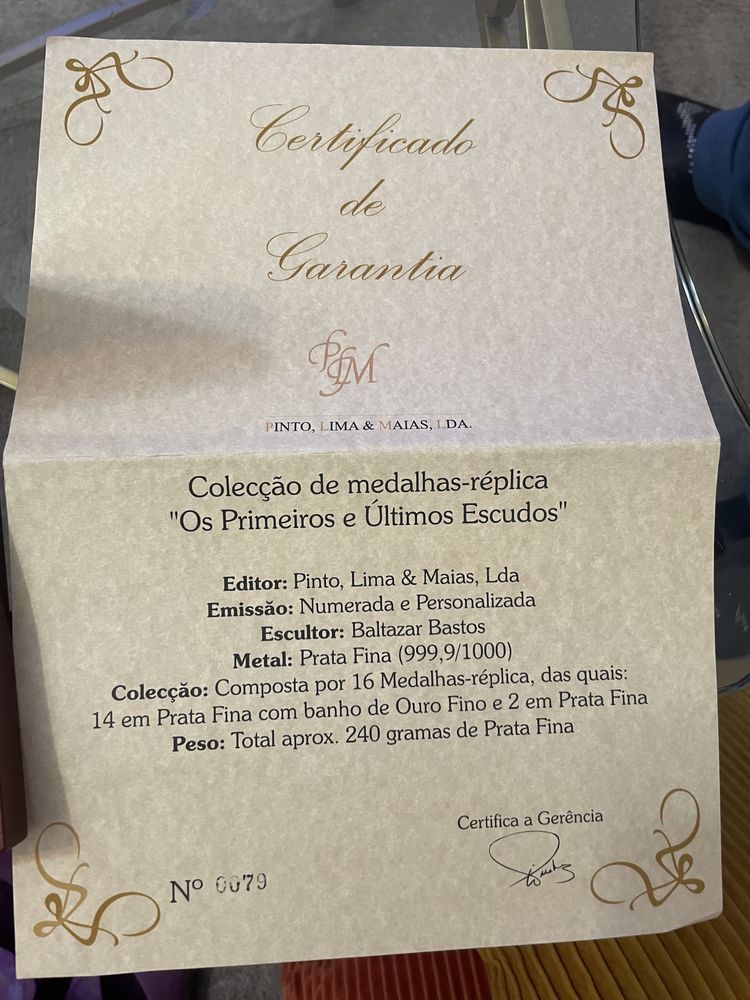 Certificado
de
Garantia
PLM
PINTO, LIMA & MAIAS, LDA.
Colecção de medalhas-réplica
"Os Primeiros e Últimos Escudos"
Editor: Pinto, Lima & Maias, Lda
Emissão: Numerada e Personalizada
Escultor: Baltazar Bastos
Metal: Prata Fina (999,9/1000)
Colecção: Composta por 16 Medalhas-réplica, das quais:
14 em Prata Fina com banho de Ouro Fino e 2 em Prata Fina
Peso: Total aprox. 240 gramas de Prata Fina
Certifica a Gerência
Nº 0079